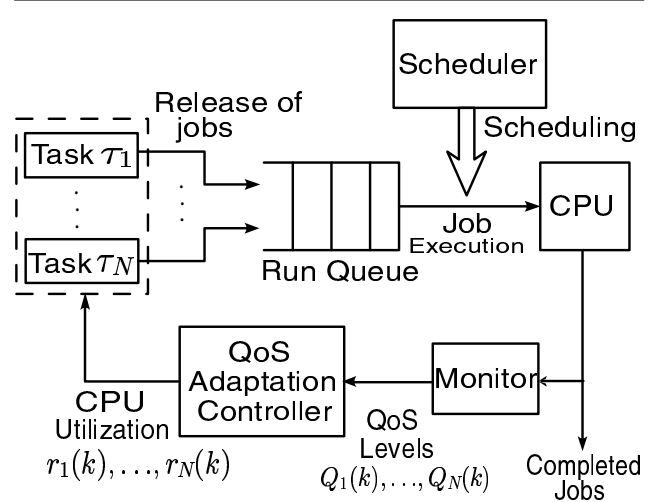 Scheduler
Scheduling
Release of
jobs
Task τ1
Task τN
Run Queue
Job
Execution
CPU
QoS
Adaptation
Controller
Monitor
CPU
Utilization
r1(k),...,rN(k)
QoS
Levels
Q1(k),...,QN(k)
Completed
Jobs